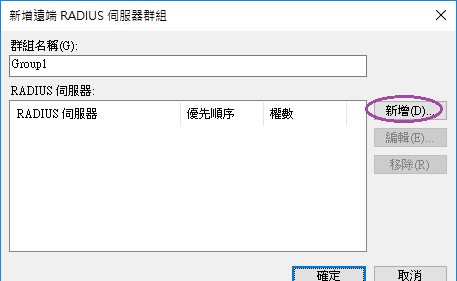 新增遠端 RADIUS 伺服器群組
群組名稱(G):
Group1
RADIUS 伺服器:
RADIUS 伺服器 優先順序 權數
新增(D)...
編輯(E)...
移除(R)
確定 取消